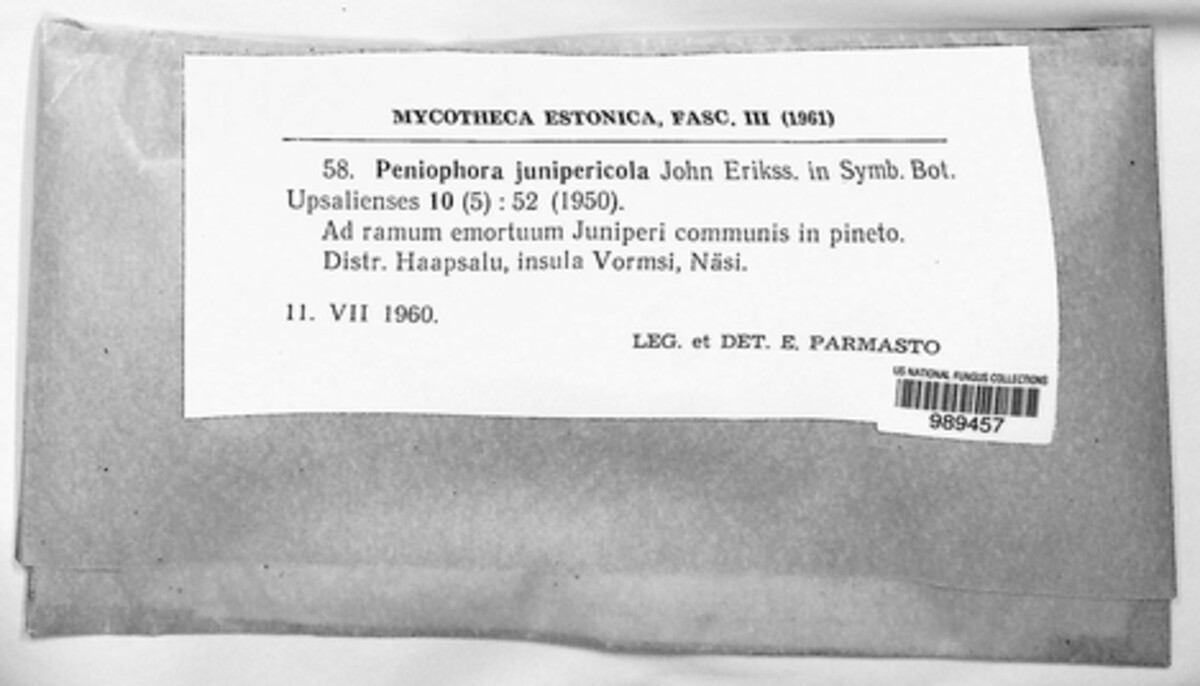 MYCOTHECA ESTONICA, FASC. III (1961)
58. Peniophora junipericola John Erikss. in Symb. Bot.
Upsalienses 10 (5) : 52 (1950).
Ad ramum emortuum Juniperi communis in pineto.
Distr. Haapsalu, insula Vormsi, Näsi.
11. VII 1960.
LEG. et DET. E. PARMASTO
US NATIONAL FUNGUS COLLECTIONS
989457